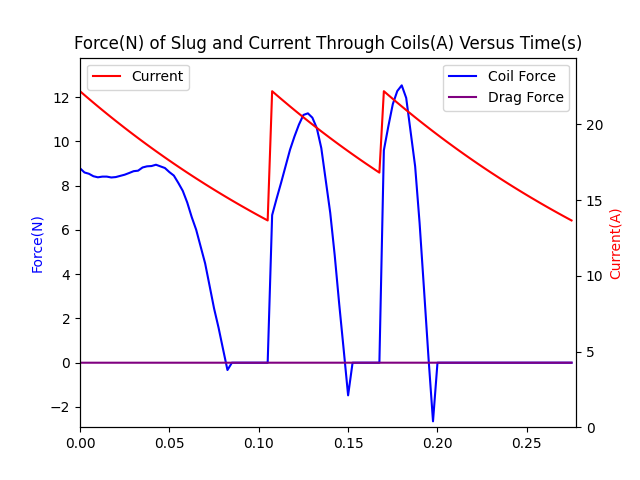 Force(N) of Slug and Current Through Coils(A) Versus Time(s)
Current
Coil Force
Drag Force
12
10
8
6
4
2
0
−2
Force(N)
20
15
10
5
0
Current(A)
0.00 0.05 0.10 0.15 0.20 0.25